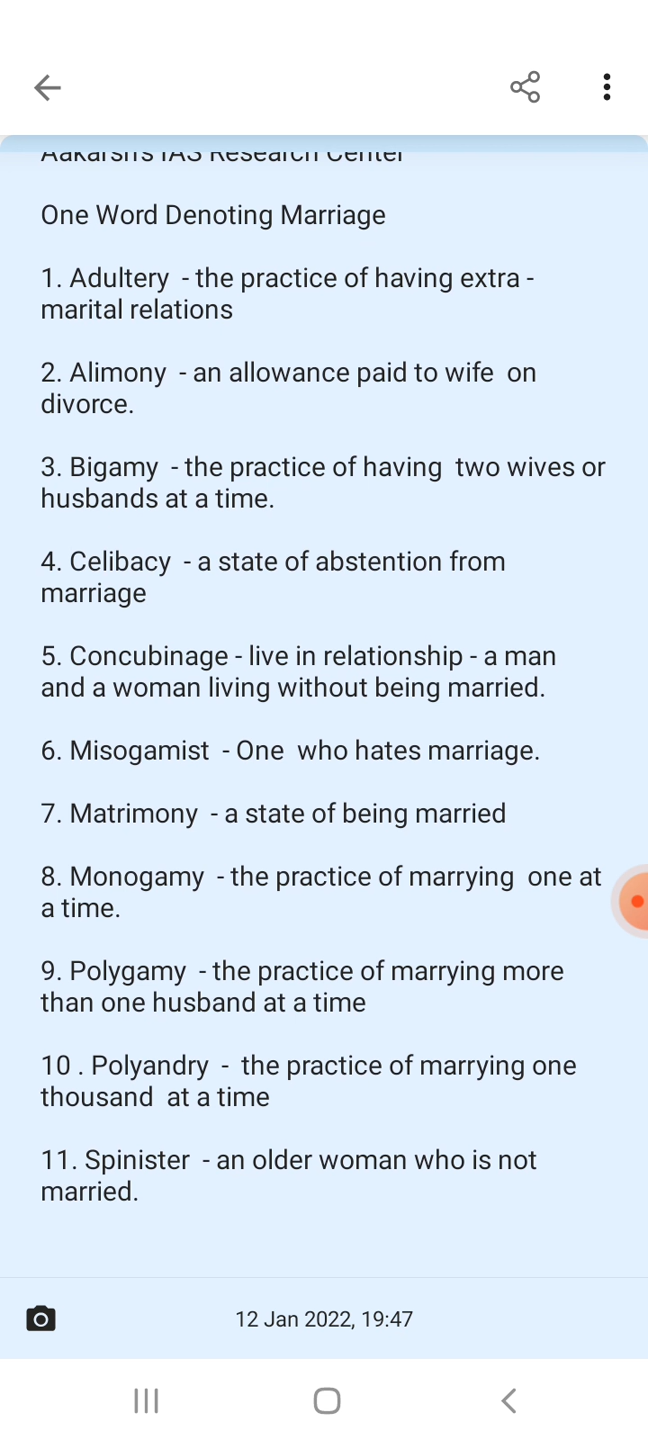 Aakarsh's IAS Research Center
One Word Denoting Marriage
1. Adultery - the practice of having extra -
marital relations
2. Alimony - an allowance paid to wife on
divorce.
3. Bigamy - the practice of having two wives or
husbands at a time.
4. Celibacy - a state of abstention from
marriage
5. Concubinage - live in relationship - a man
and a woman living without being married.
6. Misogamist - One who hates marriage.
7. Matrimony - a state of being married
8. Monogamy - the practice of marrying one at
a time.
9. Polygamy - the practice of marrying more
than one husband at a time
10 . Polyandry - the practice of marrying one
thousand at a time
11. Spinister - an older woman who is not
married.
12 Jan 2022, 19:47